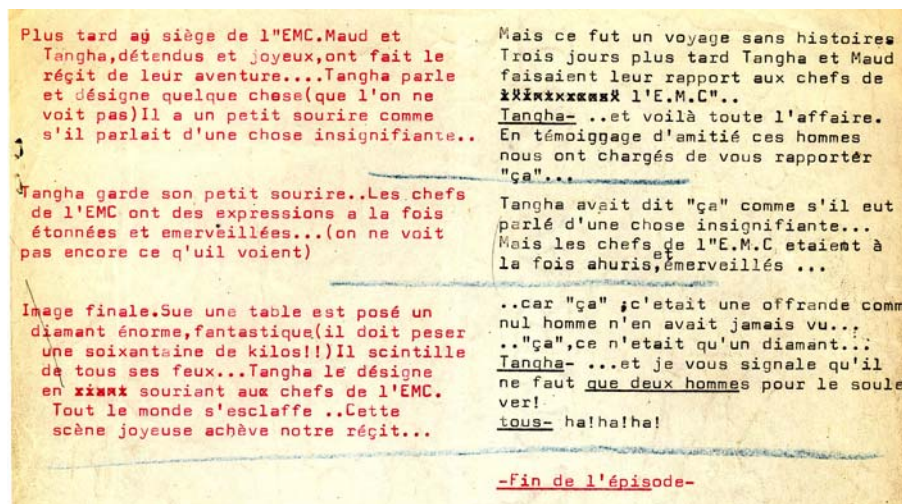 Plus tard au siège de l"EMC.Maud et
Tangha,détendus et joyeux,ont fait le
réçit de leur aventure....Tangha parle
et désigne quelque chose(que l'on ne
voit pas)Il a un petit sourire comme
s'il parlait d'une chose insignifiante..
Tangha garde son petit sourire..Les chefs
de l'EMC ont des expressions a la fois
étonnées et emerveillées...(on ne voit
pas encore ce q'uil voient)
Image finale.Sue une table est posé un
diamant énorme,fantastique(il doit peser
une soixantaine de kilos!!)Il scintille
de tous ses feux...Tangha le désigne
en souriant aux chefs de l'EMC.
Tout le monde s'esclaffe ..Cette
scène joyeuse achève notre réçit...
Mais ce fut un voyage sans histoires
Trois jours plus tard Tangha et Maud
faisaient leur rapport aux chefs de
l'E.M.C"..
Tangha- ..et voilà toute l'affaire.
En témoiggage d'amitié ces hommes
nous ont chargés de vous rapporter
"ça"...
Tangha avait dit "ça" comme s'il eut
parlé d'une chose insignifiante...
Mais les chefs de l"E.M.C etaient à
la fois ahuris,et émerveillés ...
..car "ça" ;c'etait une offrande comm
nul homme n'en avait jamais vu...
.."ça",ce n'etait qu'un diamant...
Tangha- ...et je vous signale qu'il
ne faut que deux hommes pour le soule
ver!
tous- ha!ha!ha!
-Fin de l'épisode-